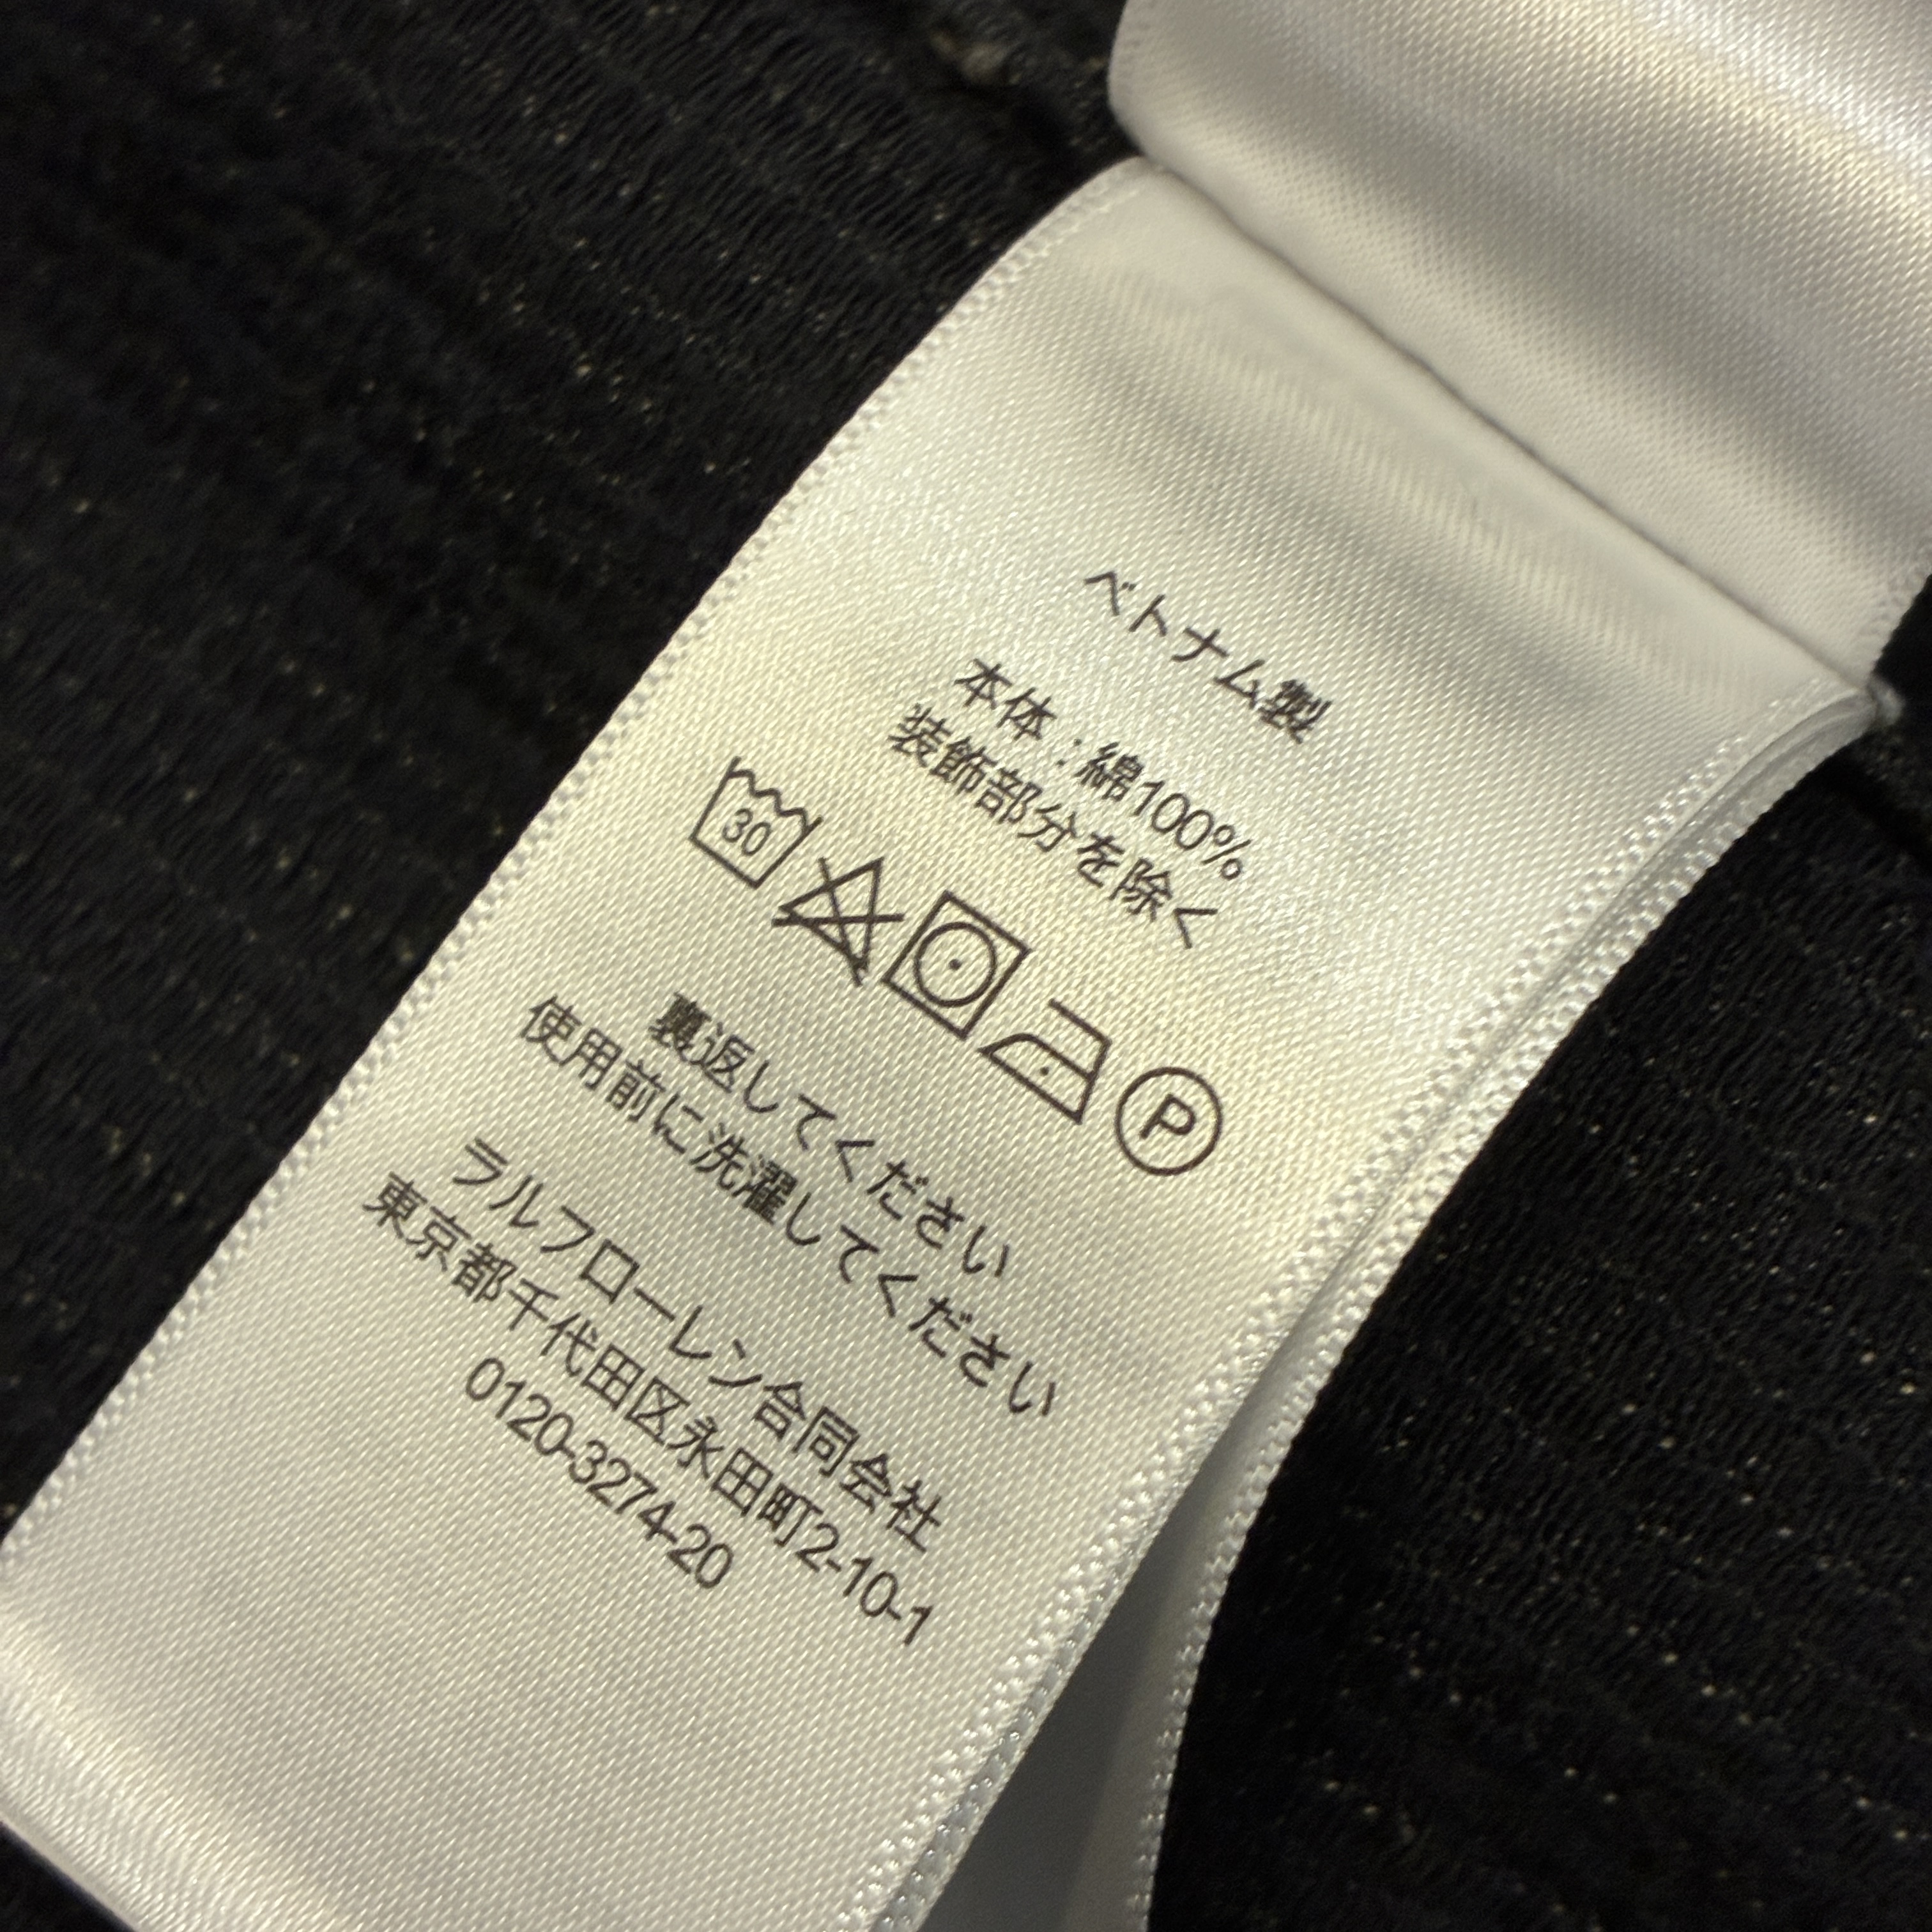 ベトナム製
本体:綿100%
装飾部分を除く
30
P
裏返してください
使用前に洗濯してください
ラルフローレン合同会社
東京都千代田区永田町2-10-1
0120-3274-20